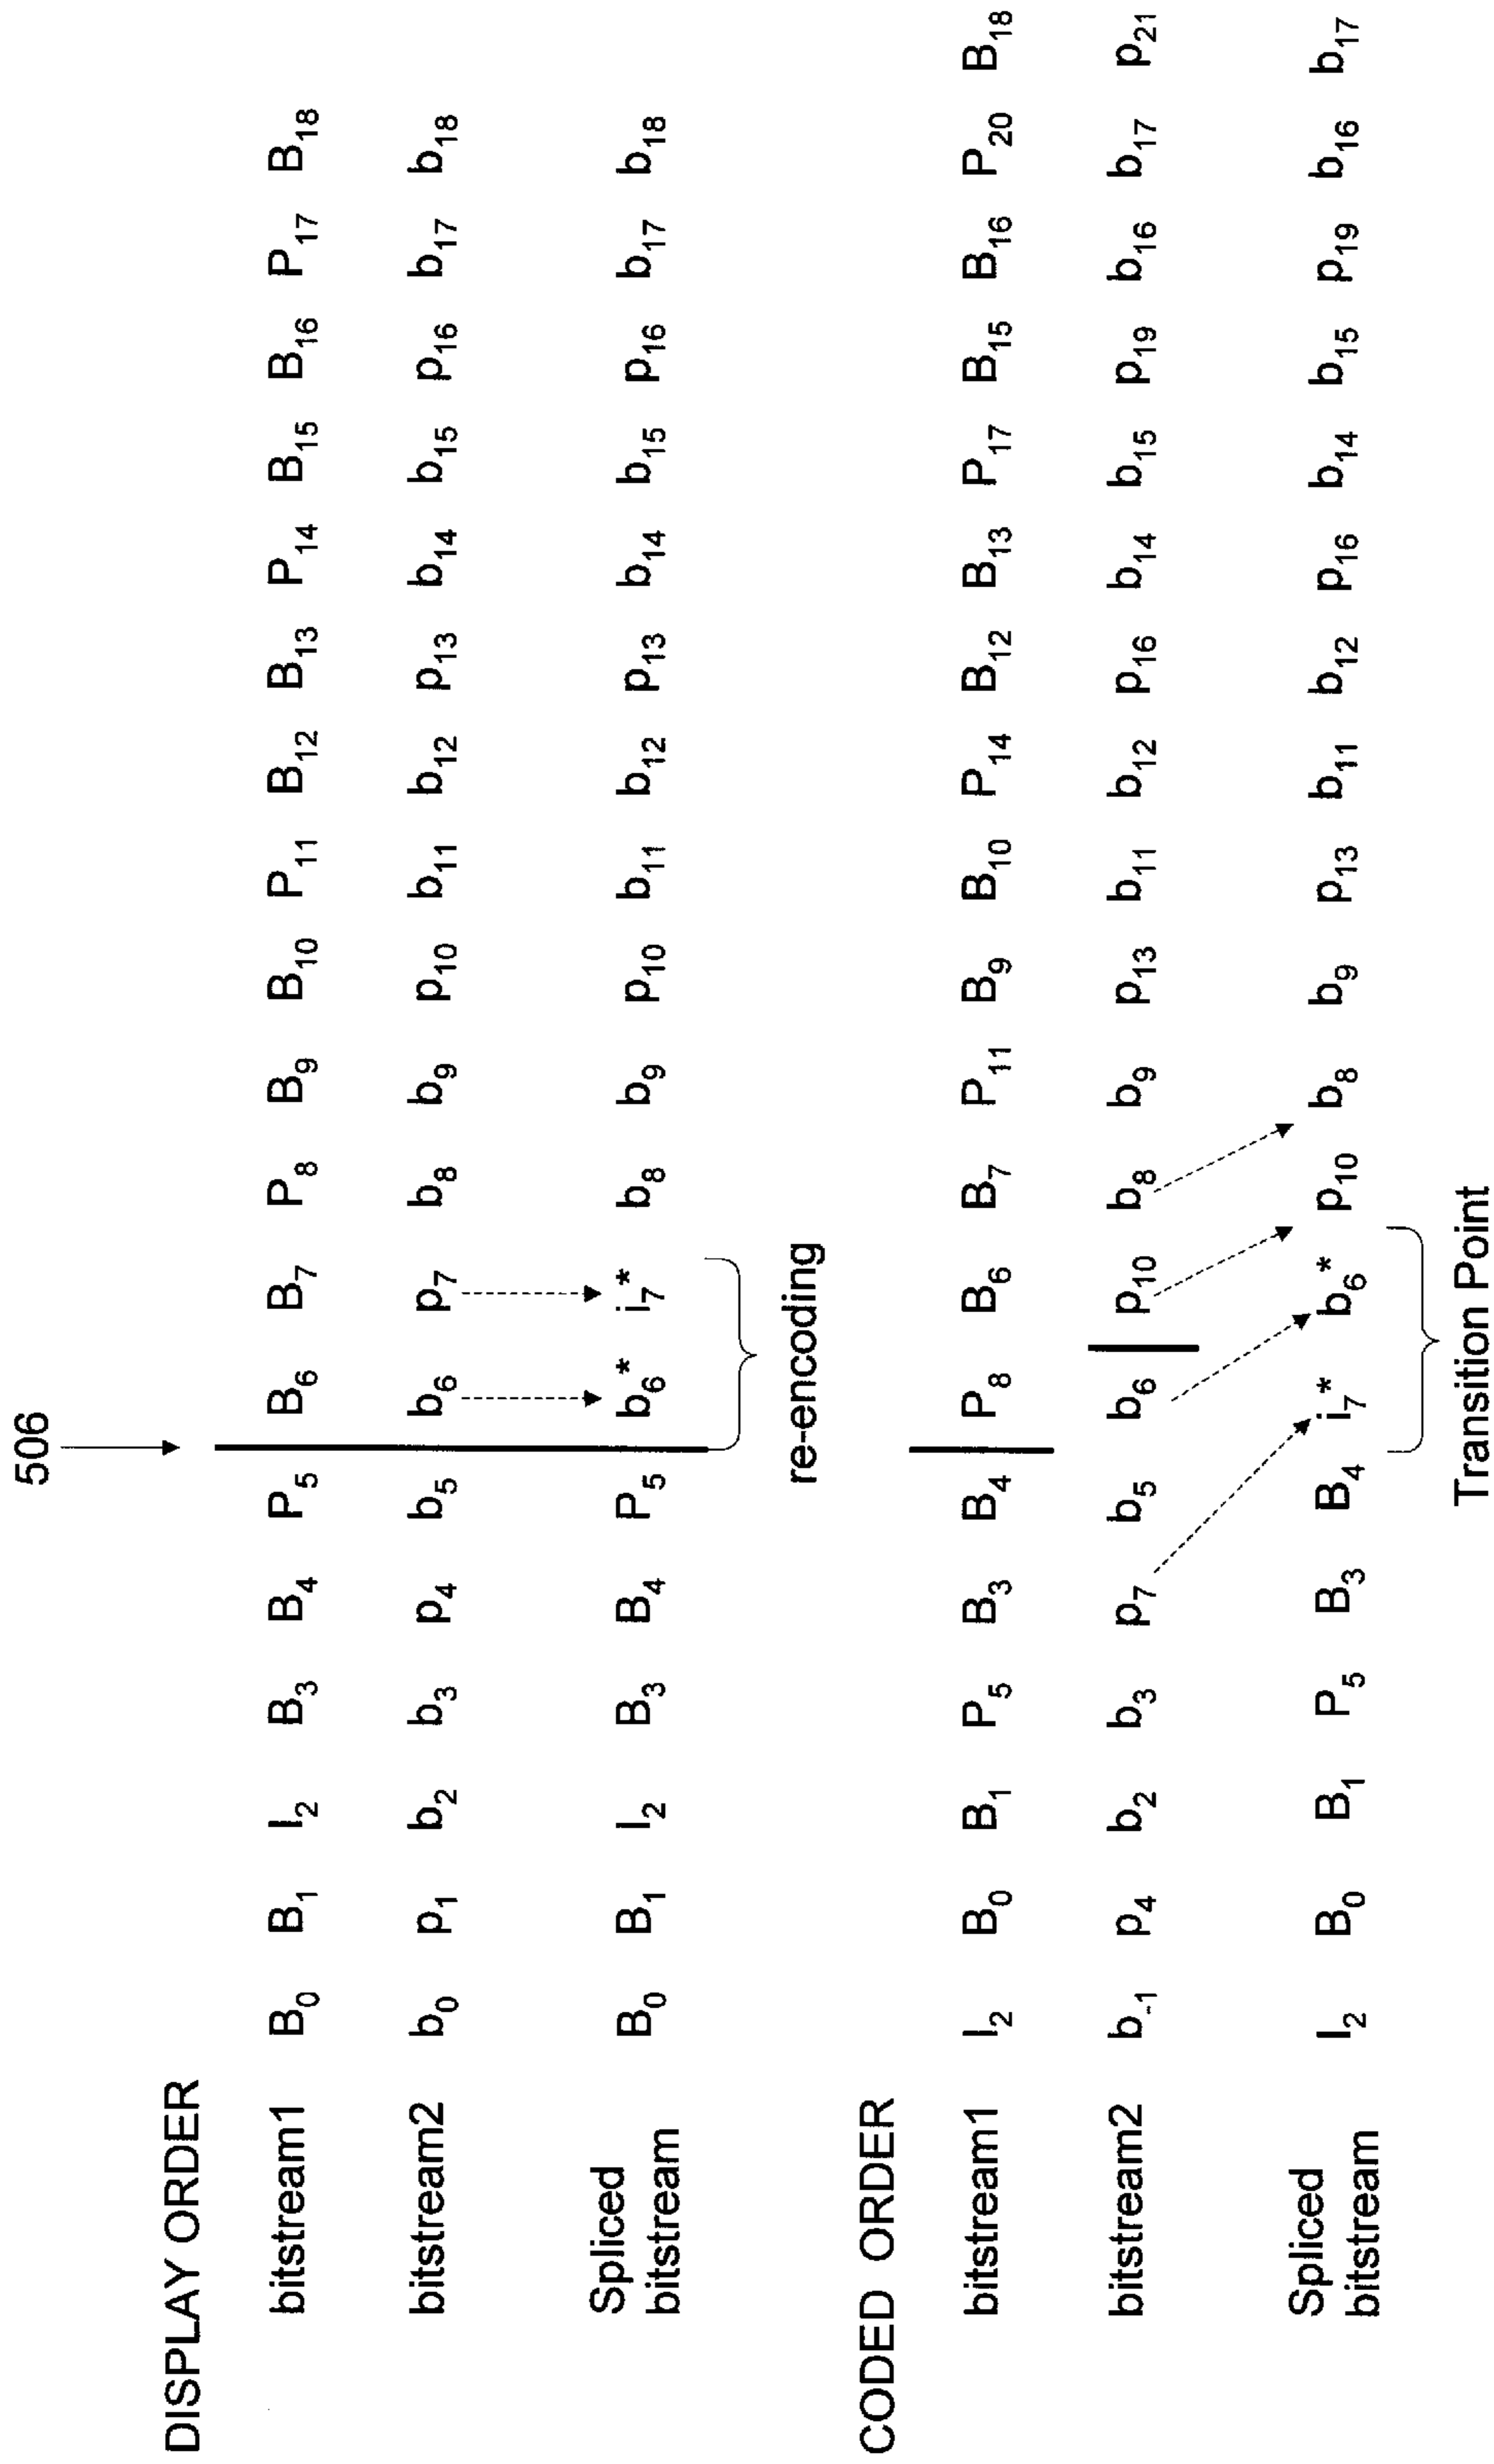 506
DISPLAY ORDER
bitstream1 B0 B1 I2 B3 B4 P5 B6 B7 P8 B9 B10 P11 B12 B13 P14 B15 B16 P17 B18
bitstream2 b0 p1 b2 b3 p4 b5 b6 p7 b8 b9 p10 b11 b12 p13 b14 b15 p16 b17 b18
Spliced
bitstream B0 B1 I2 B3 B4 P5 b6* i7* b8 b9 p10 b11 b12 p13 b14 b15 p16 b17 b18
re-encoding
CODED ORDER
bitstream1 I2 B0 B1 P5 B3 B4 P8 B6 B7 P11 B9 B10 P14 B12 B13 P17 B15 B16 P20 B18
bitstream2 b-1 p4 b2 b3 p7 b5 b6 p10 b8 b9 p13 b11 b12 p16 b14 b15 p19 b16 b17 p21
Spliced
bitstream I2 B0 B1 P5 B3 B4 i7* b6* p10 b8 b9 p13 b11 b12 p16 b14 b15 p19 b16 b17
Transition Point